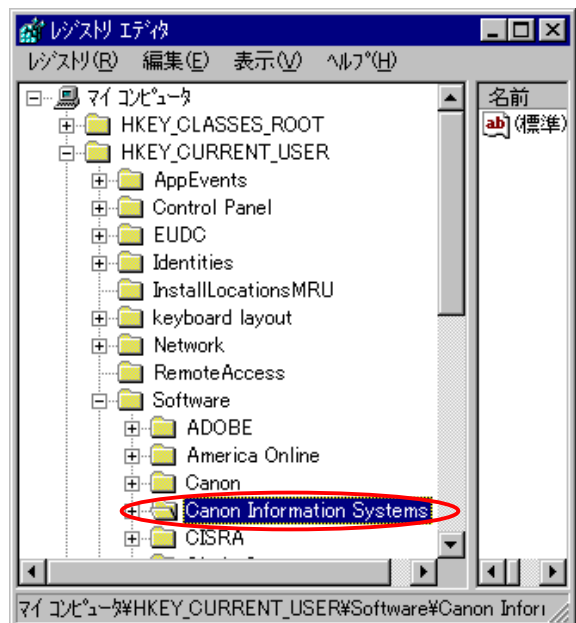 ﾚｼﾞｽﾄﾘ ｴﾃﾞｨﾀ
ﾚｼﾞｽﾄﾘ(R) 編集(E) 表示(V) ﾍﾙﾌﾟ(H)
ﾏｲ ｺﾝﾋﾟｭｰﾀ
HKEY_CLASSES_ROOT
HKEY_CURRENT_USER
AppEvents
Control Panel
EUDC
Identities
InstallLocationsMRU
keyboard layout
Network
RemoteAccess
Software
ADOBE
America Online
Canon
Canon Information Systems
CISRA
名前
ab (標準)
ﾏｲ ｺﾝﾋﾟｭｰﾀ¥HKEY_CURRENT_USER¥Software¥Canon Infor